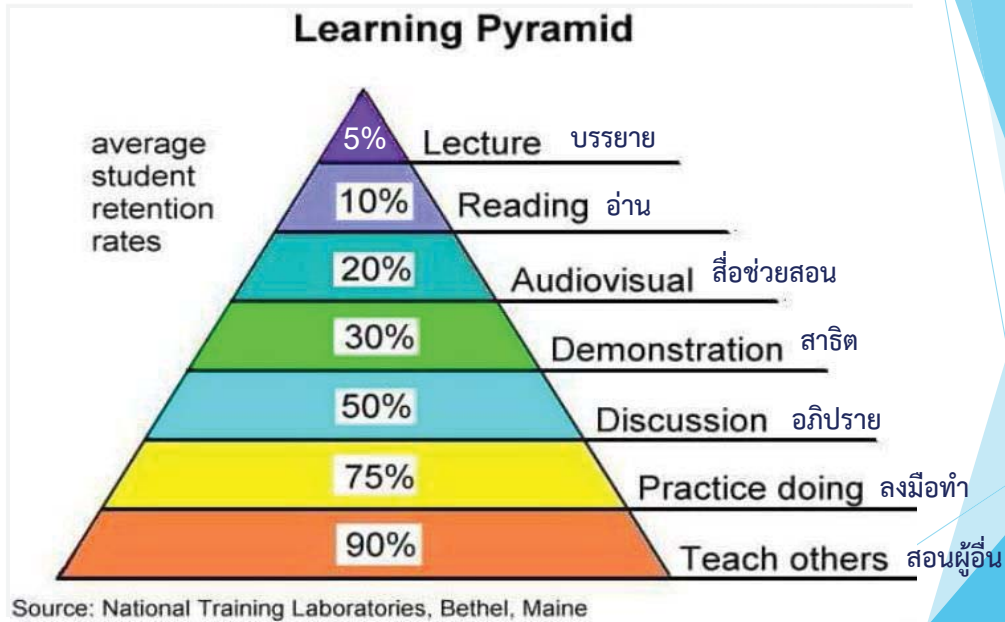 Learning Pyramid
average
student
retention
rates
5% Lecture บรรยาย
10% Reading อ่าน
20% Audiovisual สื่อช่วยสอน
30% Demonstration สาธิต
50% Discussion อภิปราย
75% Practice doing ลงมือทำ
90% Teach others สอนผู้อื่น
Source: National Training Laboratories, Bethel, Maine